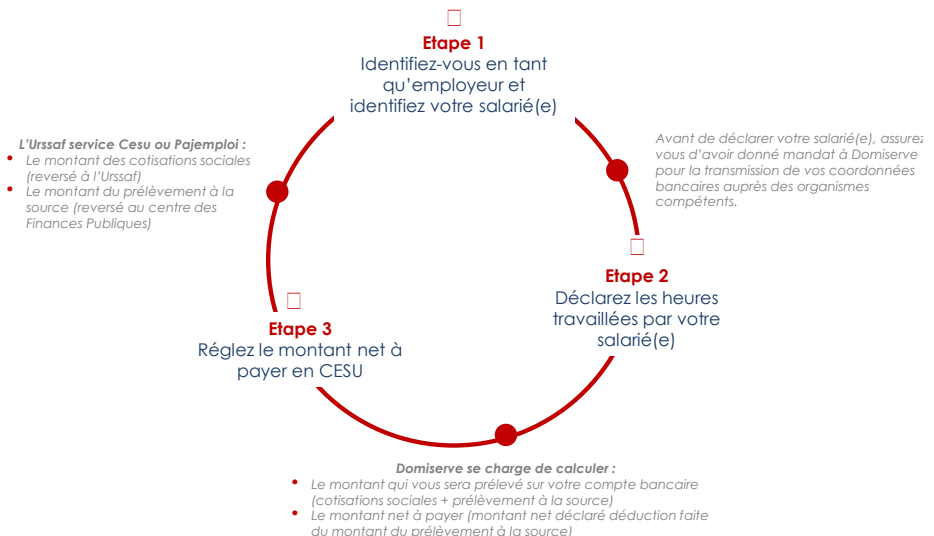 Etape 1
Identifiez-vous en tant
qu'employeur et
identifiez votre salarié(e)
L'Urssaf service Cesu ou Pajemploi :
• Le montant des cotisations sociales
(reversé à l'Urssaf)
• Le montant du prélèvement à la
source (reversé au centre des
Finances Publiques)
Avant de déclarer votre salarié(e), assurez
vous d'avoir donné mandat à Domiserve
pour la transmission de vos coordonnées
bancaires auprès des organismes
compétents.
Etape 2
Déclarez les heures
travaillées par votre
salarié(e)
Etape 3
Réglez le montant net à
payer en CESU
Domiserve se charge de calculer :
• Le montant qui vous sera prélevé sur votre compte bancaire
(cotisations sociales + prélèvement à la source)
• Le montant net à payer (montant net déclaré déduction faite
du montant du prélèvement à la source)